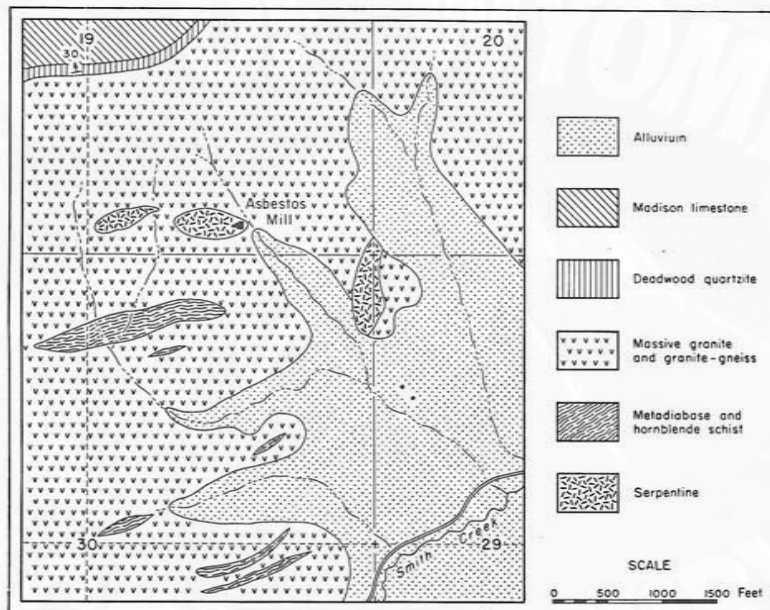 19
30
20
Asbestos
Mill
30
29
Smith Creek
Alluvium
Madison limestone
Deadwood quartzite
Massive granite
and granite-gneiss
Metadiabase and
hornblende schist
Serpentine
SCALE
0 500 1000 1500 Feet